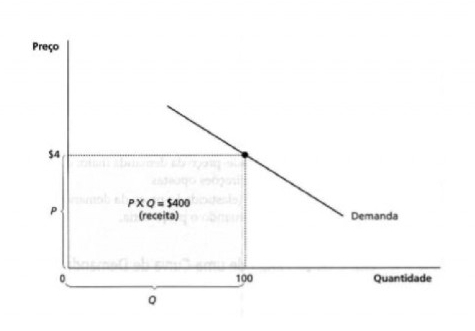 Preço
$4
P
P X Q = $400
(receita)
Demanda
0
100
Quantidade
Q